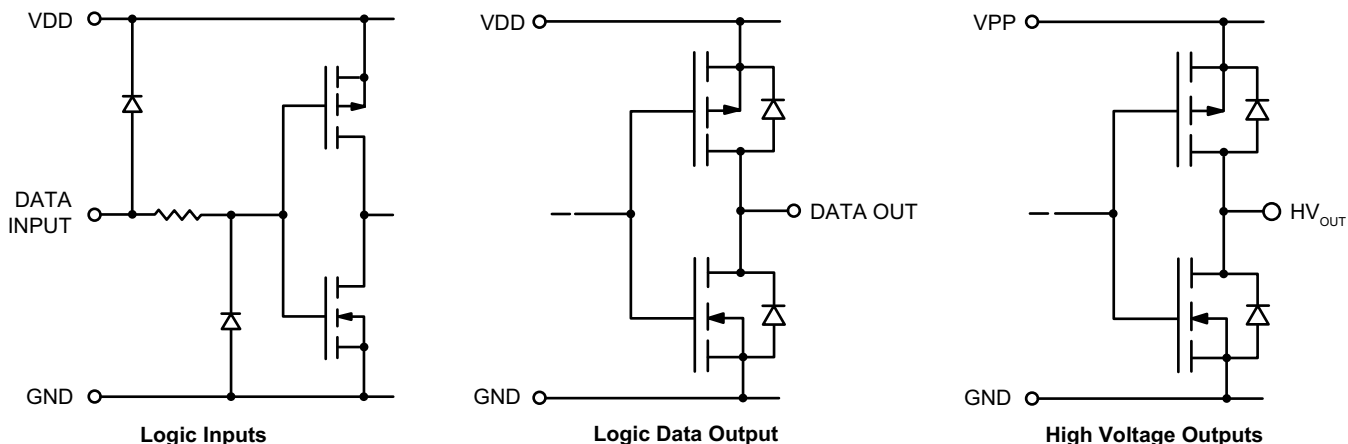 VDD
DATA
INPUT
GND
Logic Inputs
VDD
DATA OUT
GND
Logic Data Output
VPP
HVOUT
GND
High Voltage Outputs